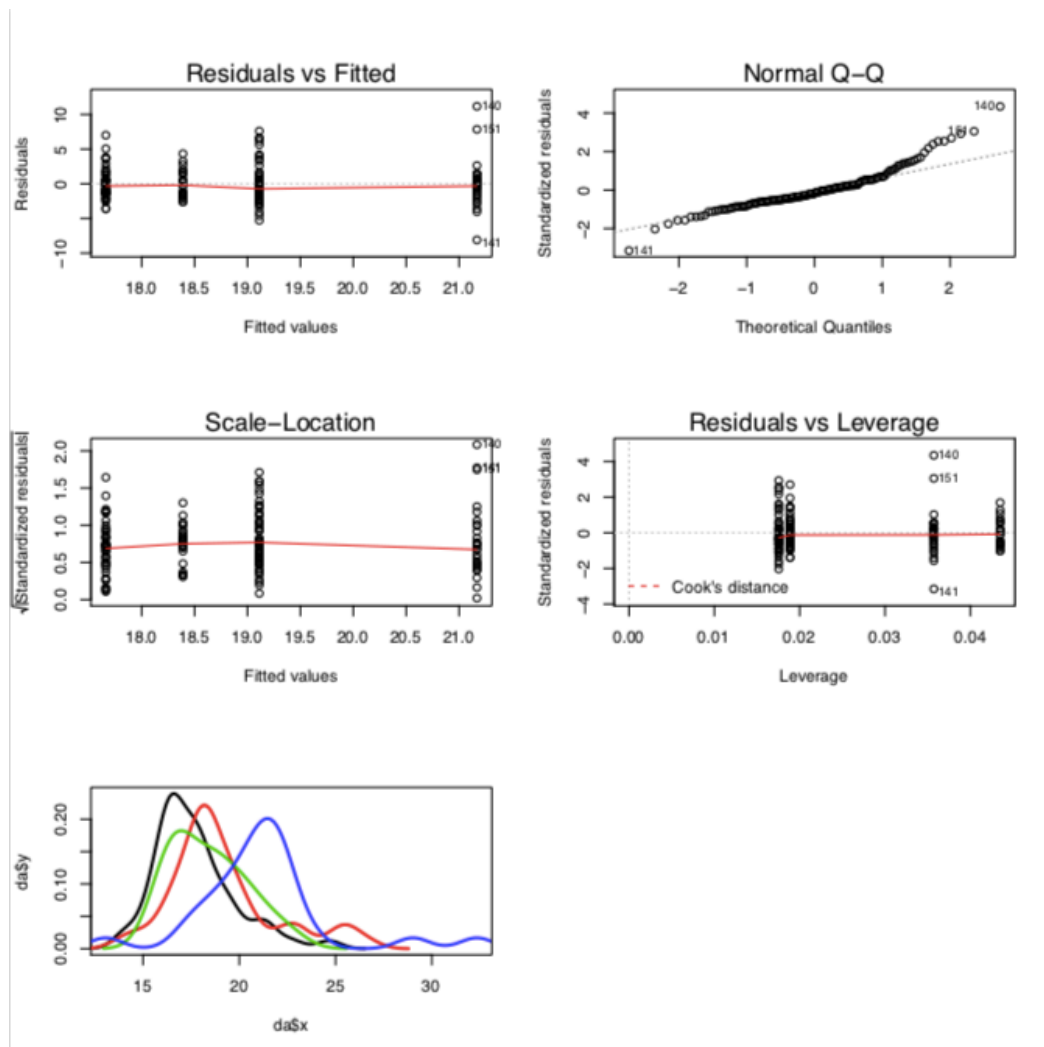 Residuals vs Fitted
Residuals
10
5
0
−10
140
151
141
18.0 18.5 19.0 19.5 20.0 20.5 21.0
Fitted values
Normal Q−Q
Standardized residuals
4
2
0
−2
140
141
−2 −1 0 1 2
Theoretical Quantiles
Scale−Location
√|Standardized residuals|
2.0
1.5
1.0
0.5
0.0
140
18.0 18.5 19.0 19.5 20.0 20.5 21.0
Fitted values
Residuals vs Leverage
Standardized residuals
4
2
0
−2
−4
140
151
141
Cook's distance
0.00 0.01 0.02 0.03 0.04
Leverage
da$y
0.20
0.10
0.00
15 20 25 30
da$x